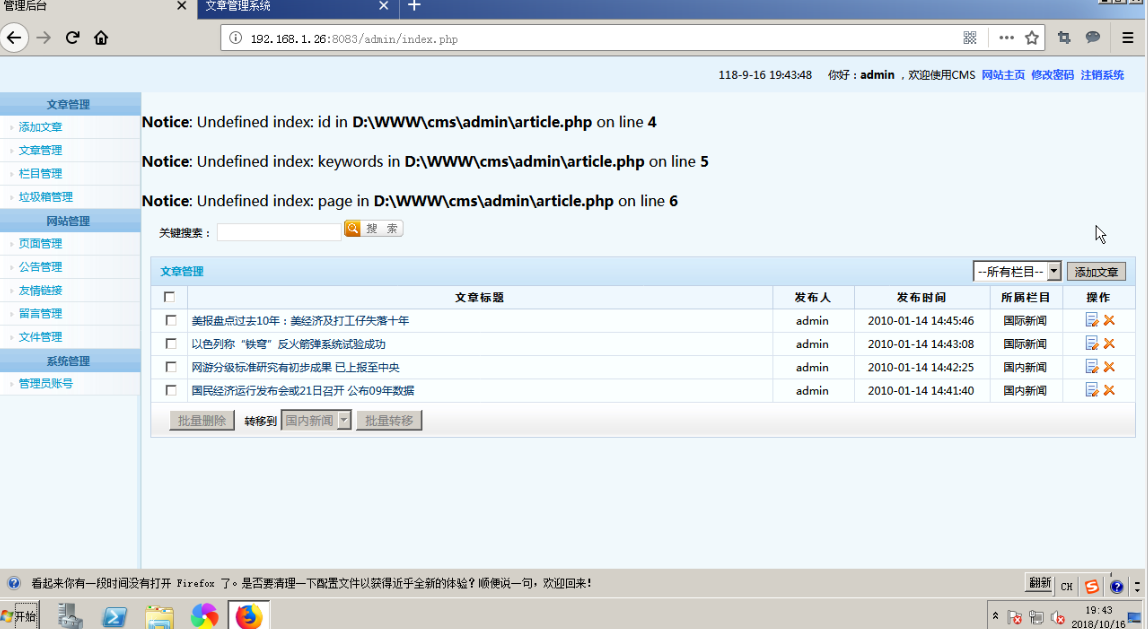 管理后台 文章管理系统
192.168.1.26:8083/admin/index.php
118-9-16 19:43:48 你好：admin ，欢迎使用CMS 网站主页 修改密码 注销系统
文章管理
添加文章
文章管理
栏目管理
垃圾箱管理
网站管理
页面管理
公告管理
友情链接
留言管理
文件管理
系统管理
管理员账号
Notice: Undefined index: id in D:\WWW\cms\admin\article.php on line 4
Notice: Undefined index: keywords in D:\WWW\cms\admin\article.php on line 5
Notice: Undefined index: page in D:\WWW\cms\admin\article.php on line 6
关键搜素： 搜 索
文章管理 --所有栏目-- 添加文章
文章标题 发布人 发布时间 所属栏目 操作
美报盘点过去10年：美经济及打工仔失落十年 admin 2010-01-14 14:45:46 国际新闻
以色列称“铁穹”反火箭弹系统试验成功 admin 2010-01-14 14:43:08 国际新闻
网游分级标准研究有初步成果 已上报至中央 admin 2010-01-14 14:42:25 国内新闻
国民经济运行发布会或21日召开 公布09年数据 admin 2010-01-14 14:41:40 国内新闻
批量删除 转移到 国内新闻 批量转移
看起来你有一段时间没有打开 Firefox 了。是否要清理一下配置文件以获得近乎全新的体验？顺便说一句，欢迎回来！ 翻新
CH
开始
19:43
2018/10/16